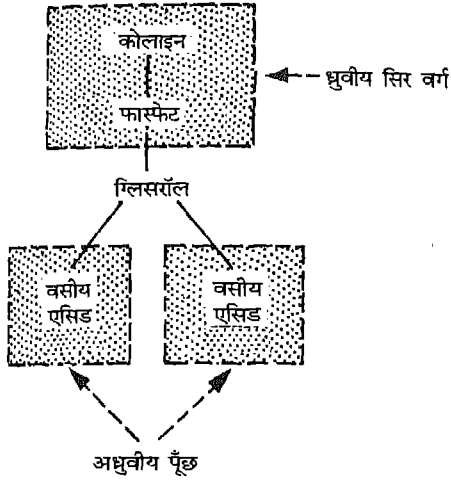 कोलाइन
ध्रुवीय सिर वर्ग
फास्फेट
ग्लिसरॉल
वसीय
एसिड
वसीय
एसिड
अध्रुवीय पूँछ